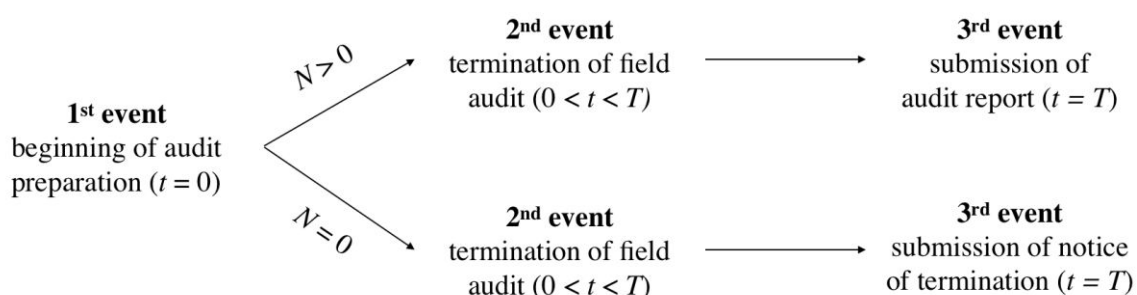 1st event
beginning of audit
preparation (t = 0)
N > 0
2nd event
termination of field
audit (0 < t < T)
3rd event
submission of
audit report (t = T)
N = 0
2nd event
termination of field
audit (0 < t < T)
3rd event
submission of notice
of termination (t = T)